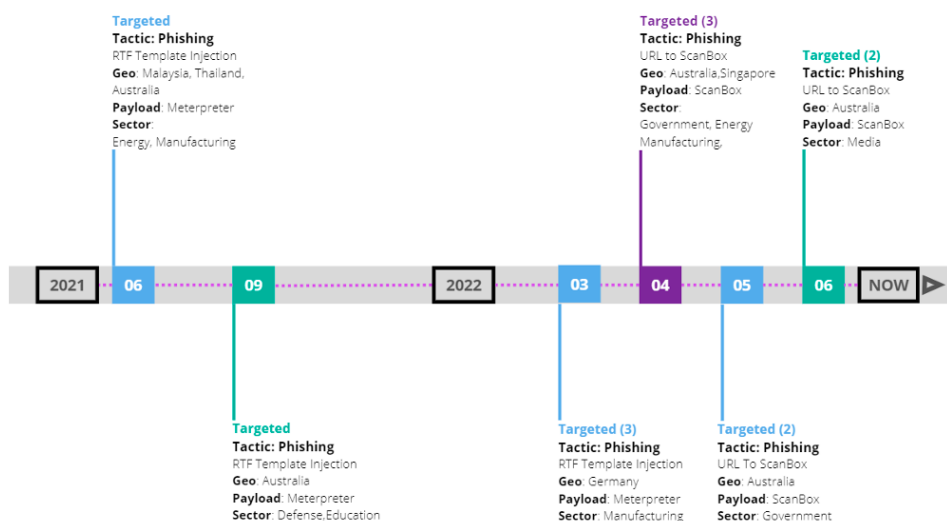 Targeted
Tactic: Phishing
RTF Template Injection
Geo: Malaysia, Thailand,
Australia
Payload: Meterpreter
Sector:
Energy, Manufacturing
Targeted (3)
Tactic: Phishing
URL to ScanBox
Geo: Australia,Singapore
Payload: ScanBox
Sector:
Government, Energy
Manufacturing,
Targeted (2)
Tactic: Phishing
URL to ScanBox
Geo: Australia
Payload: ScanBox
Sector: Media
2021
06
09
2022
03
04
05
06
NOW
Targeted
Tactic: Phishing
RTF Template Injection
Geo: Australia
Payload: Meterpreter
Sector: Defense,Education
Targeted (3)
Tactic: Phishing
RTF Template Injection
Geo: Germany
Payload: Meterpreter
Sector: Manufacturing
Targeted (2)
Tactic: Phishing
URL To ScanBox
Geo: Australia
Payload: ScanBox
Sector: Government